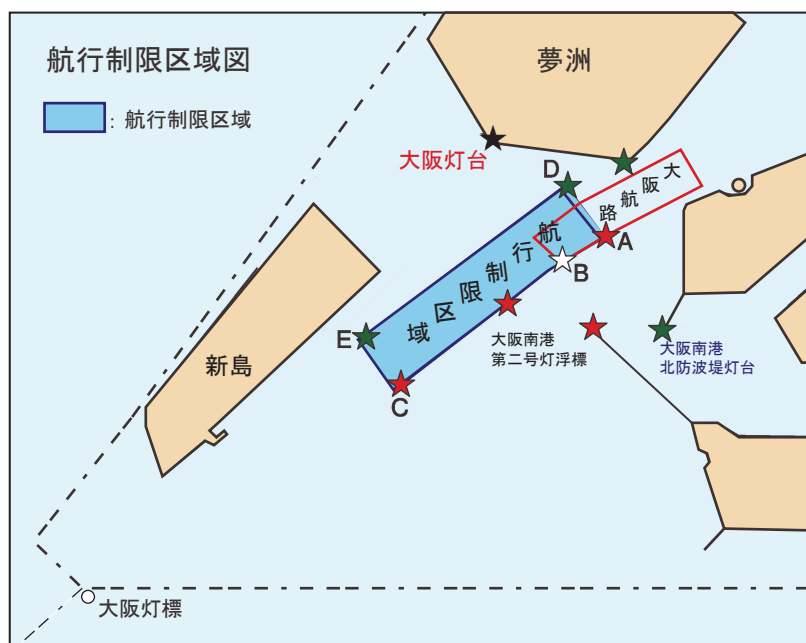 航行制限区域図
: 航行制限区域
夢洲
大阪灯台
D
大阪航路
A
航行制限区域
B
E
大阪南港
第二号灯浮標
大阪南港
北防波堤灯台
新島
C
大阪灯標